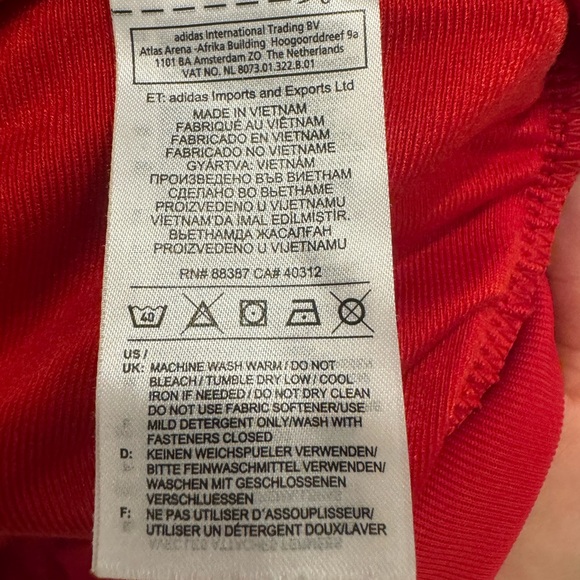 adidas International Trading BV
Atlas Arena -Afrika Building Hoogoorddreef 9a
1101 BA Amsterdam ZO The Netherlands
VAT NO. NL 8073.01.322.B.01
ET: adidas Imports and Exports Ltd
MADE IN VIETNAM
FABRIQUÉ AU VIÊTNAM
FABRICADO EN VIETNAM
FABRICADO NO VIETNAME
GYÁRTVA: VIETNÁM
ПРОИЗВЕДЕНО ВЪВ ВИЕТНАМ
СДЕЛАНО ВО ВЬЕТНАМЕ
PROIZVEDENO U VIJETNAMU
VİETNAM'DA İMAL EDİLMİŞTİR.
ВЬЕТНАМДА ЖАСАЛҒАН
PROIZVEDENO U VIJETNAMU
RN# 88387 CA# 40312
40
US /
UK: MACHINE WASH WARM / DO NOT
BLEACH / TUMBLE DRY LOW / COOL
IRON IF NEEDED / DO NOT DRY CLEAN
DO NOT USE FABRIC SOFTENER/USE
MILD DETERGENT ONLY/WASH WITH
FASTENERS CLOSED
D: KEINEN WEICHSPUELER VERWENDEN/
BITTE FEINWASCHMITTEL VERWENDEN/
WASCHEN MIT GESCHLOSSENEN
VERSCHLUESSEN
F: NE PAS UTILISER D'ASSOUPLISSEUR/
UTILISER UN DÉTERGENT DOUX/LAVER